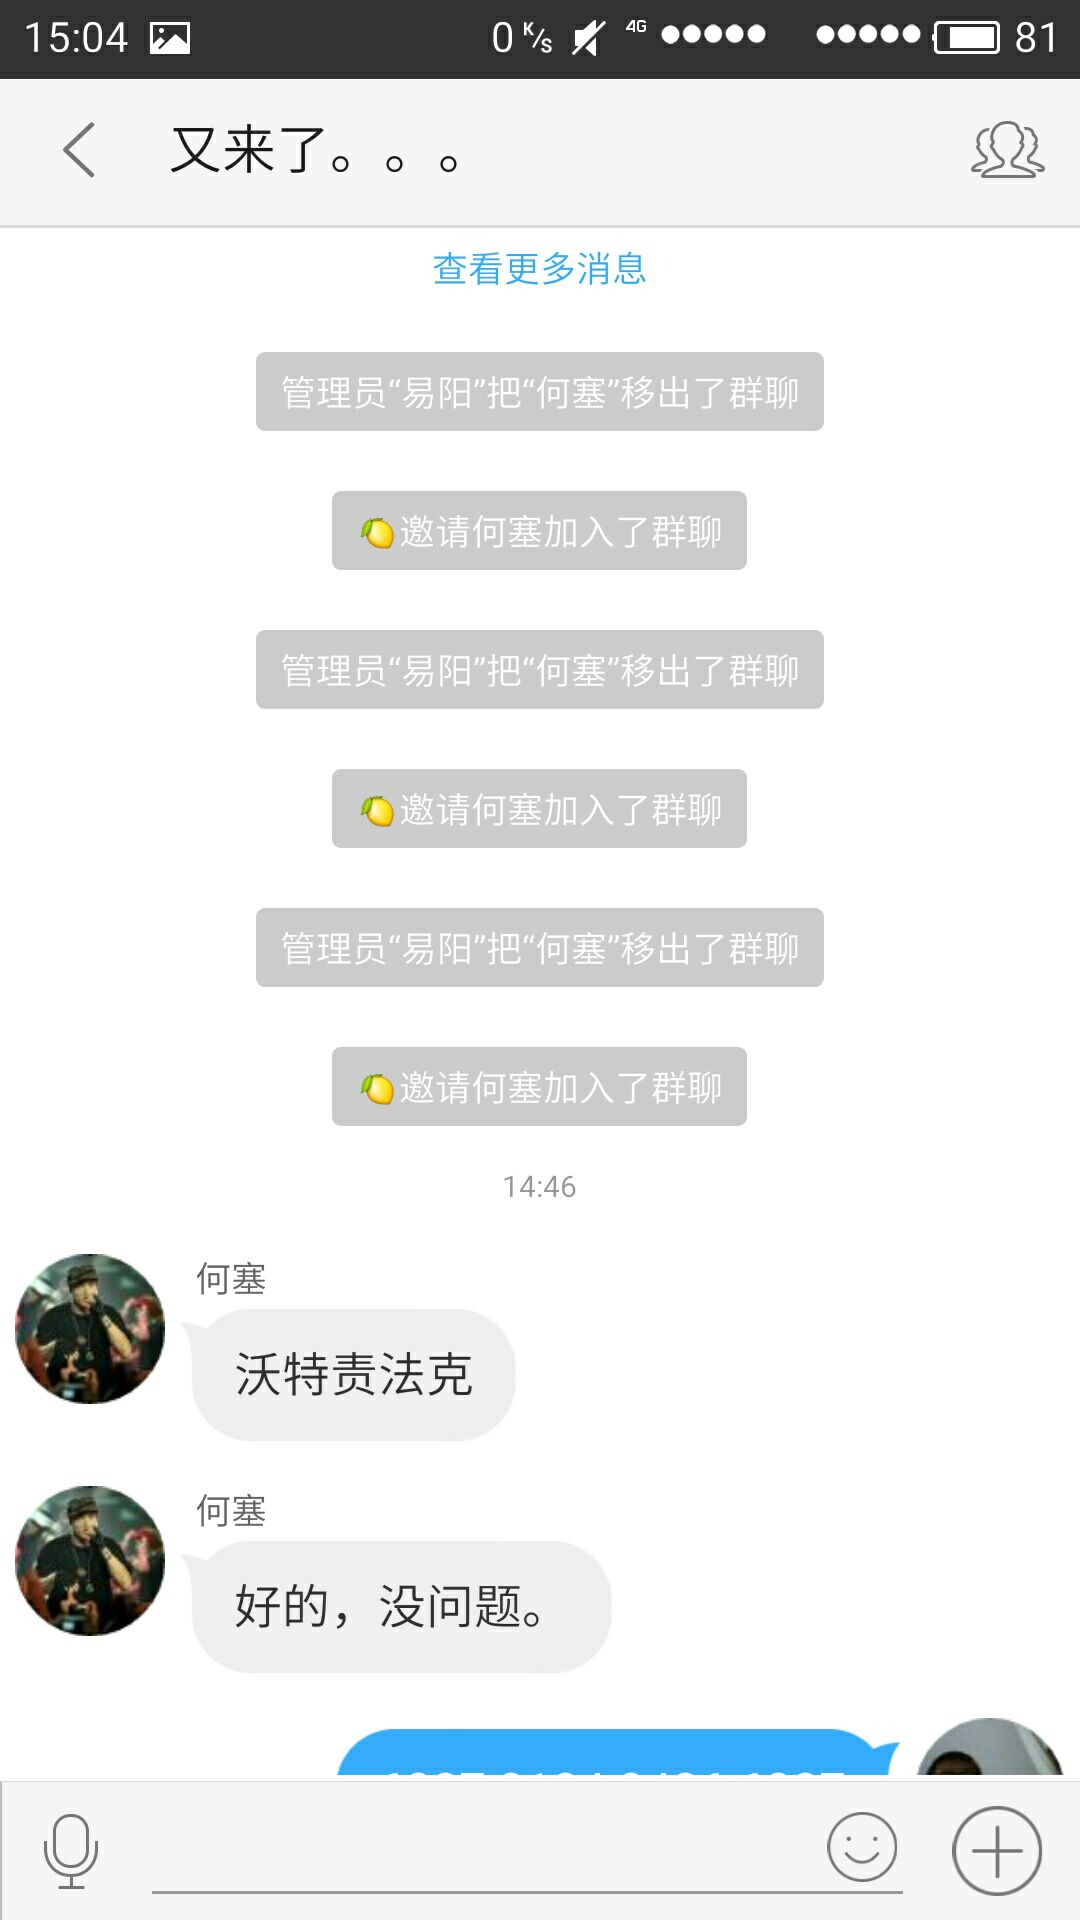 15:04 0 K/s 4G 81
又来了。。。
查看更多消息
管理员“易阳”把“何塞”移出了群聊
🍋邀请何塞加入了群聊
管理员“易阳”把“何塞”移出了群聊
🍋邀请何塞加入了群聊
管理员“易阳”把“何塞”移出了群聊
🍋邀请何塞加入了群聊
14:46
何塞
沃特责法克
何塞
好的，没问题。